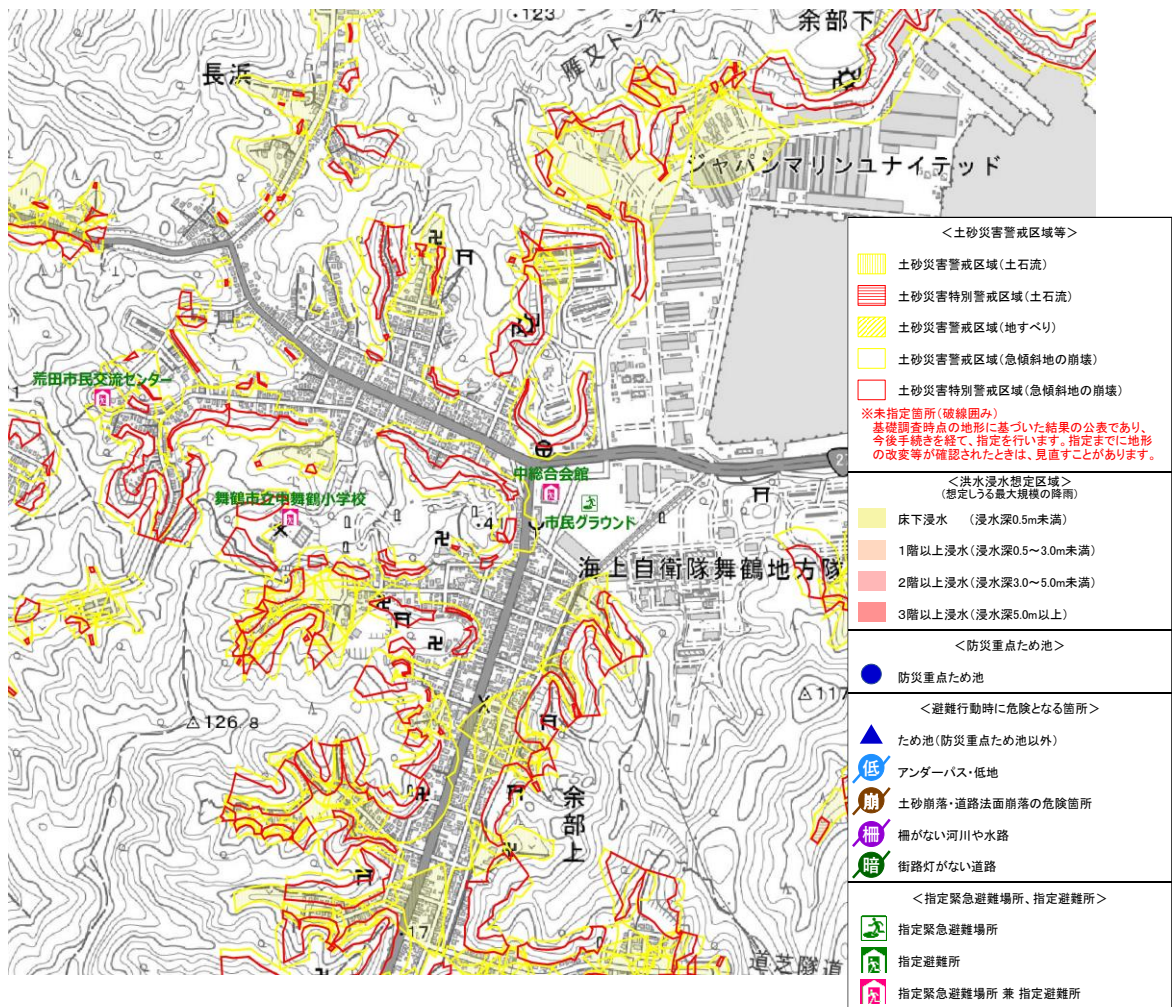 ・123
余部下
雁又トン
長浜
ジャパンマリンユナイテッド
荒田市民交流センター
中総合会館
舞鶴市立中舞鶴小学校
市民グラウンド
海上自衛隊舞鶴地方隊
△126.8
△117
余部上
・17
道芝隧道
<土砂災害警戒区域等>
土砂災害警戒区域(土石流)
土砂災害特別警戒区域(土石流)
土砂災害警戒区域(地すべり)
土砂災害警戒区域(急傾斜地の崩壊)
土砂災害特別警戒区域(急傾斜地の崩壊)
※未指定箇所(破線囲み)
基礎調査時点の地形に基づいた結果の公表であり、
今後手続きを経て、指定を行います。指定までに地形
の改変等が確認されたときは、見直すことがあります。
<洪水浸水想定区域>
(想定しうる最大規模の降雨)
床下浸水 (浸水深0.5m未満)
1階以上浸水(浸水深0.5~3.0m未満)
2階以上浸水(浸水深3.0~5.0m未満)
3階以上浸水(浸水深5.0m以上)
<防災重点ため池>
防災重点ため池
<避難行動時に危険となる箇所>
ため池(防災重点ため池以外)
低 アンダーパス・低地
崩 土砂崩落・道路法面崩落の危険箇所
柵 柵がない河川や水路
暗 街路灯がない道路
<指定緊急避難場所、指定避難所>
指定緊急避難場所
指定避難所
指定緊急避難場所 兼 指定避難所